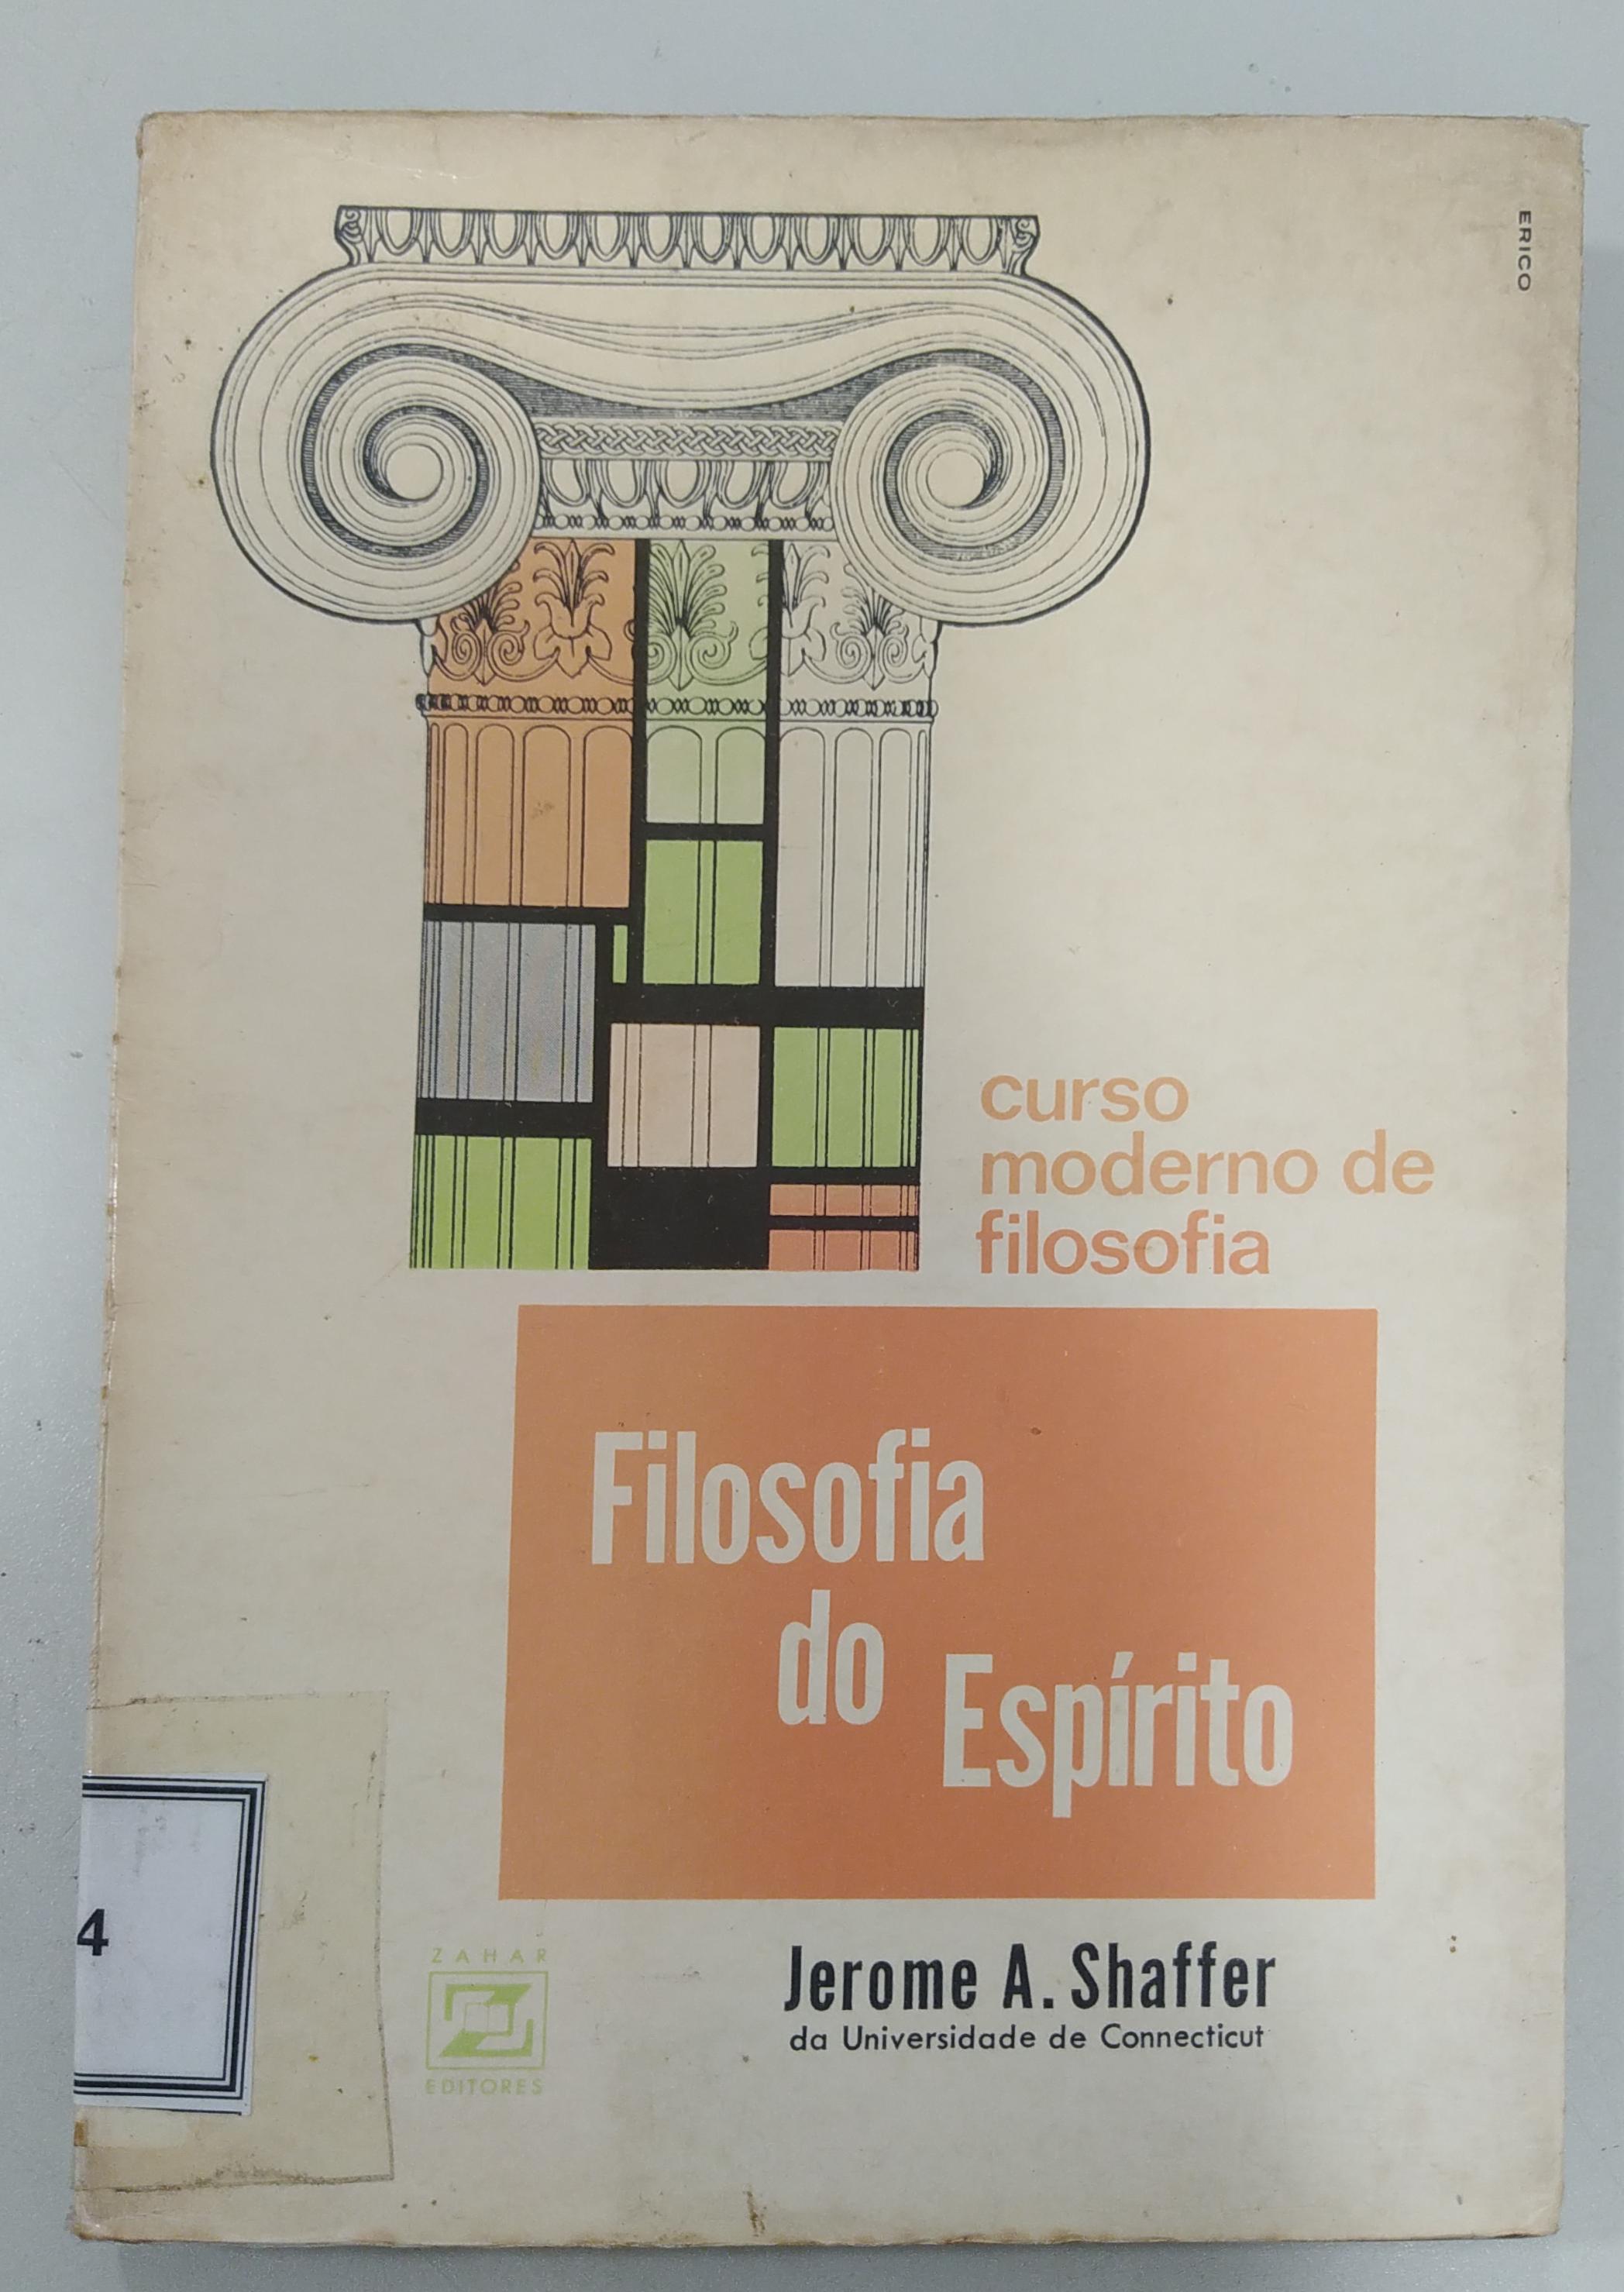 ERICO
curso
moderno de
filosofia
Filosofia
do
Espírito
4
ZAHAR
EDITORES
Jerome A. Shaffer
da Universidade de Connecticut